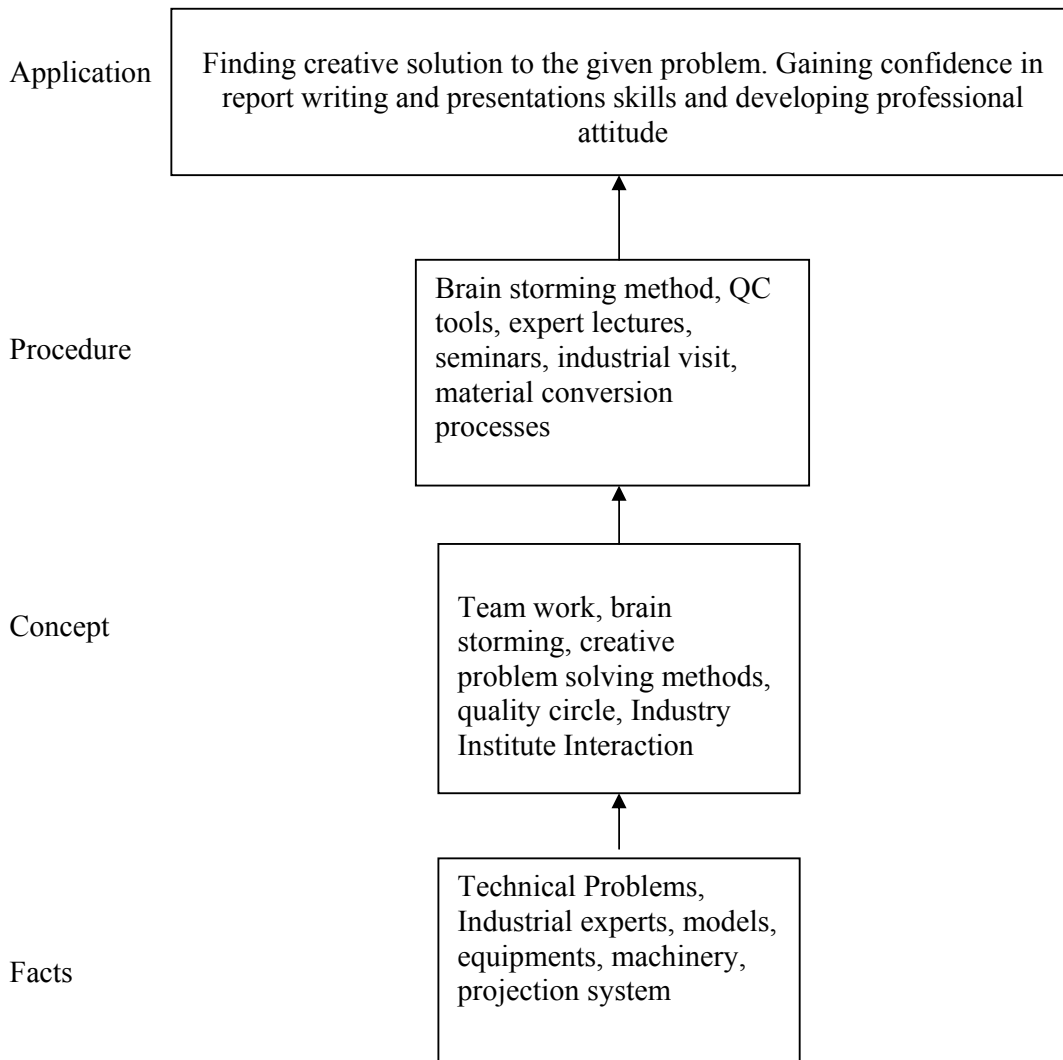 Application
Finding creative solution to the given problem. Gaining confidence in
report writing and presentations skills and developing professional
attitude
Procedure
Brain storming method, QC
tools, expert lectures,
seminars, industrial visit,
material conversion
processes
Concept
Team work, brain
storming, creative
problem solving methods,
quality circle, Industry
Institute Interaction
Facts
Technical Problems,
Industrial experts, models,
equipments, machinery,
projection system